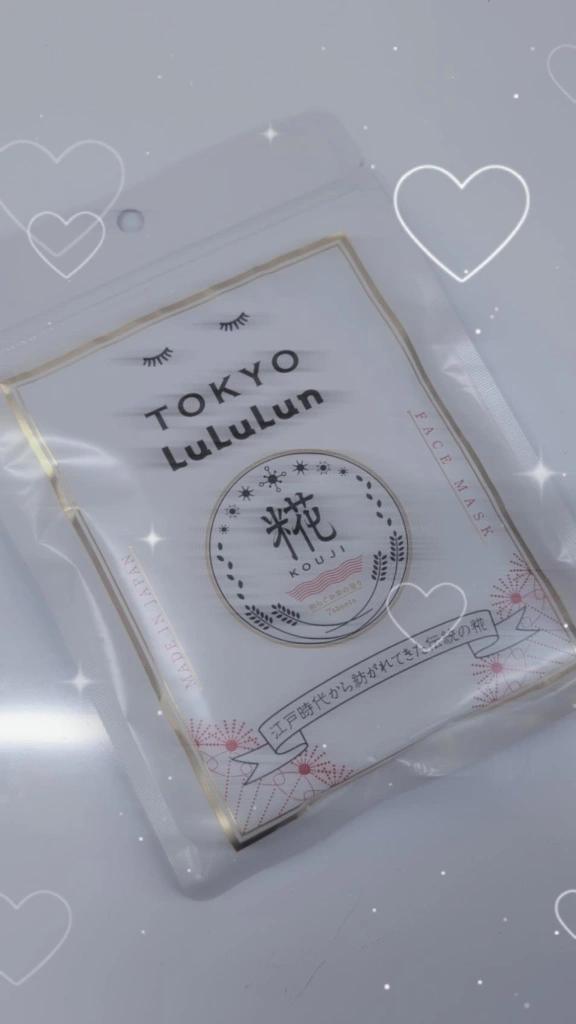 TOKYO
LuLuLun
糀
KOUJI
7sheets
FACE MASK
MADE IN JAPAN
江戸時代から紡がれてきた伝統の糀